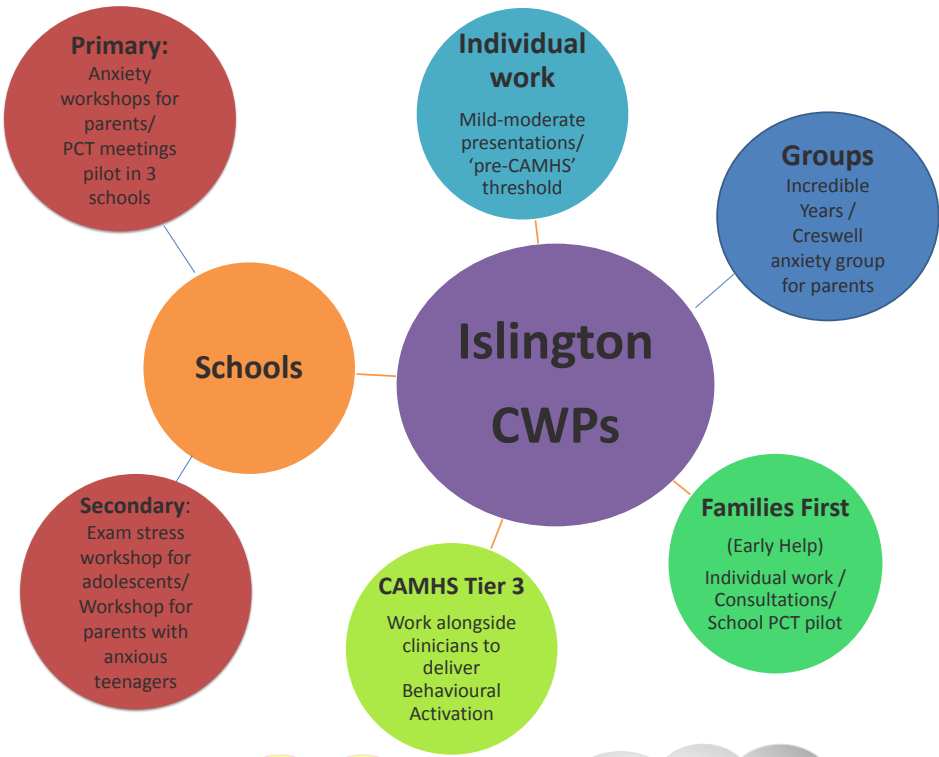 Primary:
Anxiety
workshops for
parents/
PCT meetings
pilot in 3
schools
Individual
work
Mild-moderate
presentations/
‘pre-CAMHS’
threshold
Groups
Incredible
Years /
Creswell
anxiety group
for parents
Schools
Islington
CWPs
Secondary:
Exam stress
workshop for
adolescents/
Workshop for
parents with
anxious
teenagers
CAMHS Tier 3
Work alongside
clinicians to
deliver
Behavioural
Activation
Families First
(Early Help)
Individual work /
Consultations/
School PCT pilot